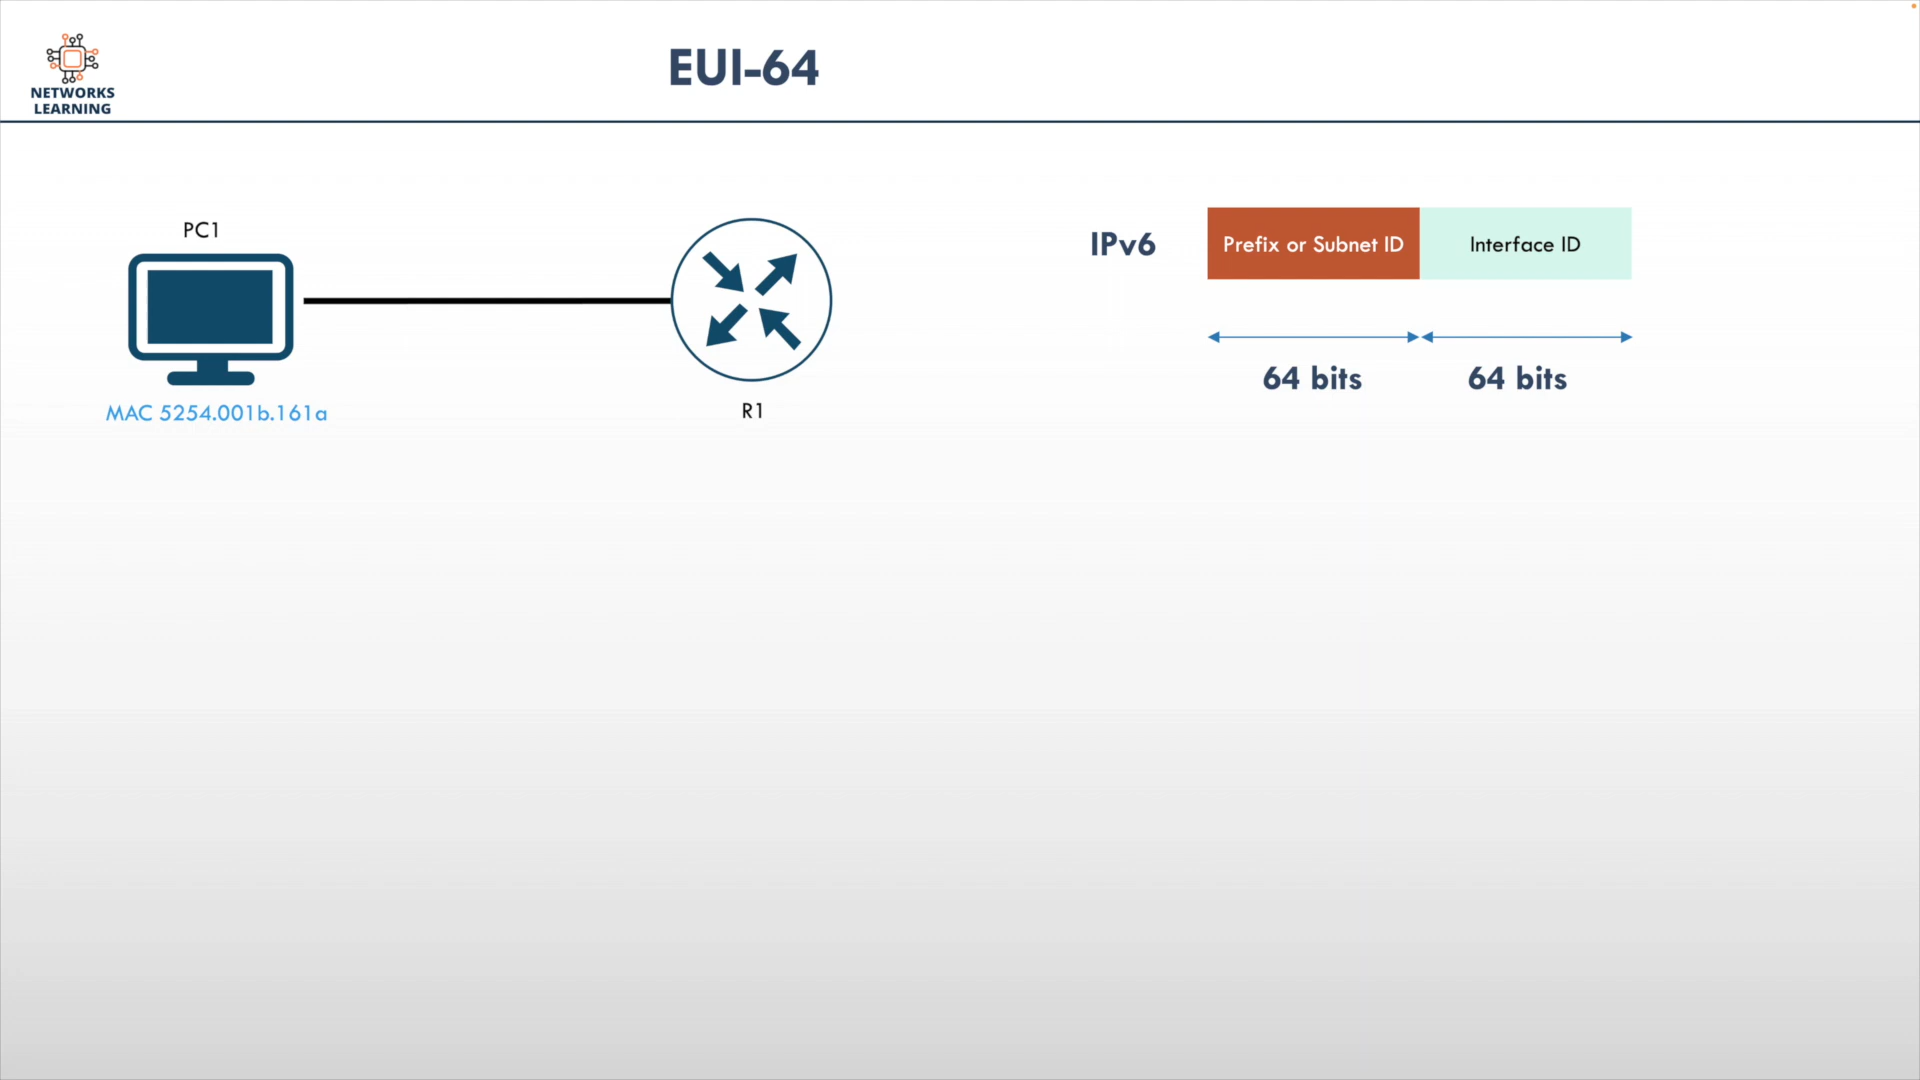 NETWORKS
LEARNING
EUI-64
PC1
MAC 5254.001b.161a
R1
IPv6
Prefix or Subnet ID
Interface ID
64 bits
64 bits